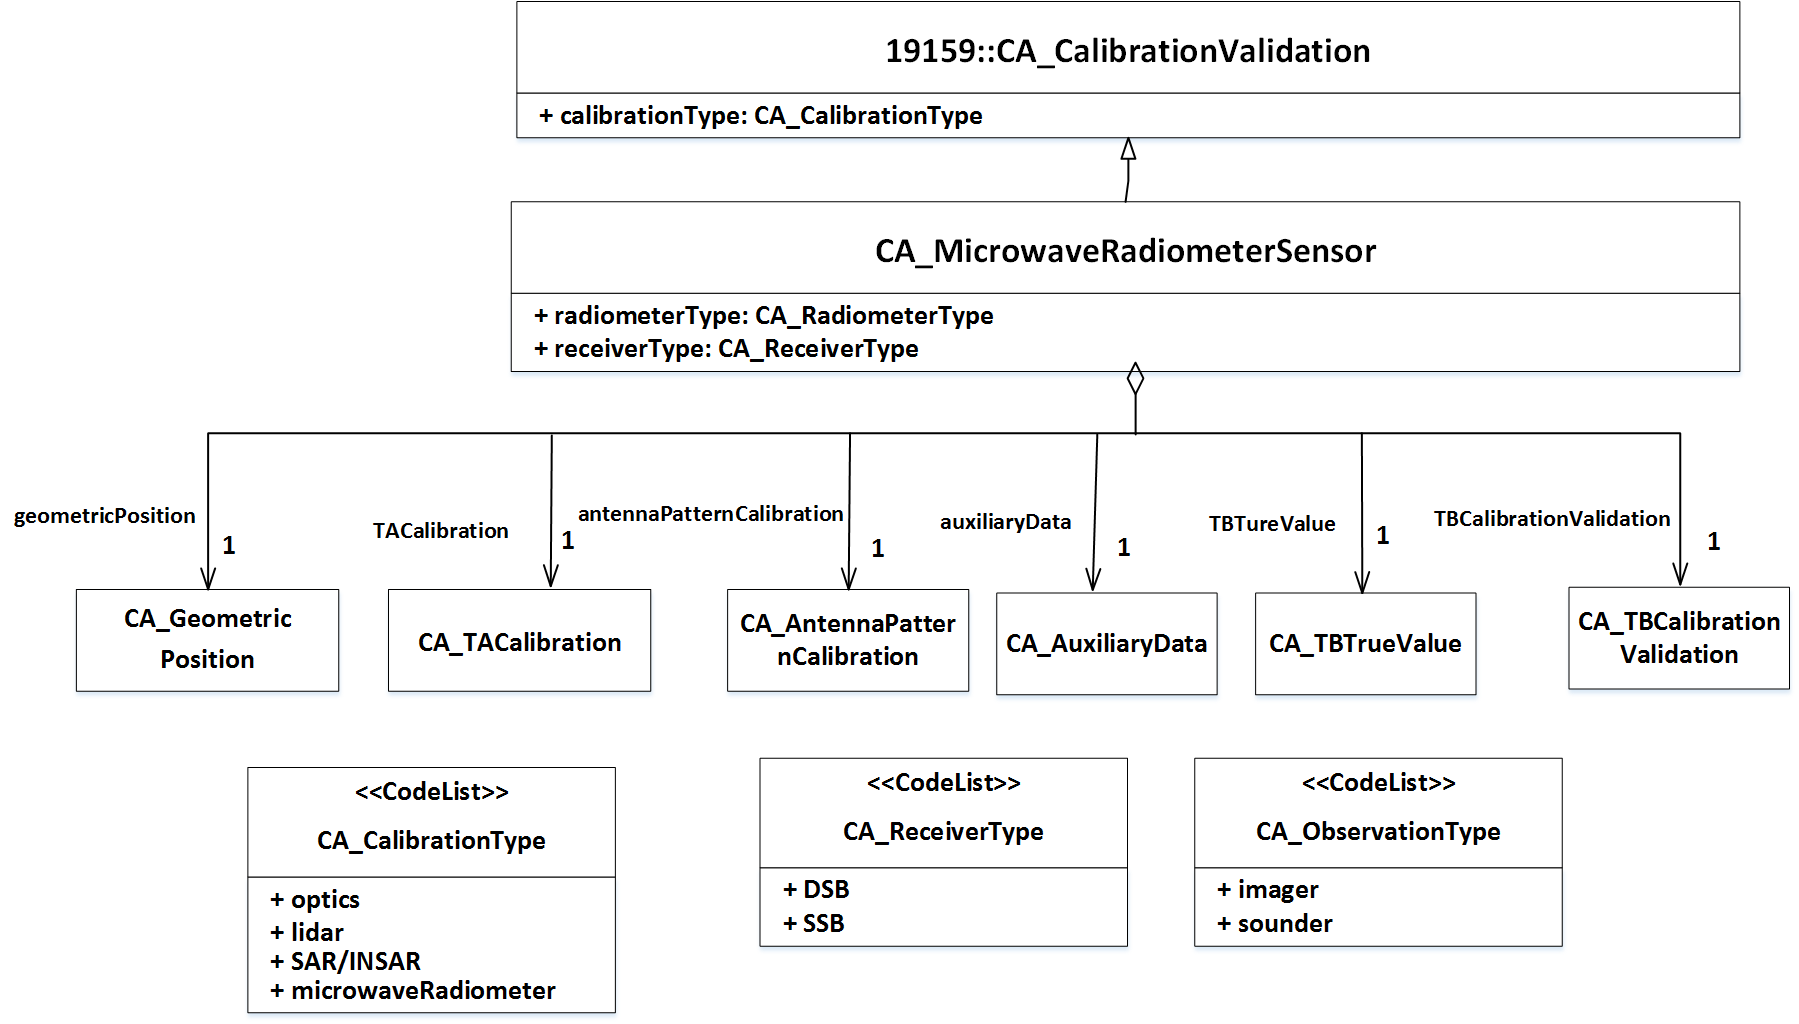 19159::CA_CalibrationValidation
+ calibrationType: CA_CalibrationType
CA_MicrowaveRadiometerSensor
+ radiometerType: CA_RadiometerType
+ receiverType: CA_ReceiverType
geometricPosition
1
TACalibration
1
antennaPatternCalibration
1
auxiliaryData
1
TBTureValue
1
TBCalibrationValidation
1
CA_Geometric
Position
CA_TACalibration
CA_AntennaPatter
nCalibration
CA_AuxiliaryData
CA_TBTrueValue
CA_TBCalibration
Validation
<<CodeList>>
CA_CalibrationType
+ optics
+ lidar
+ SAR/INSAR
+ microwaveRadiometer
<<CodeList>>
CA_ReceiverType
+ DSB
+ SSB
<<CodeList>>
CA_ObservationType
+ imager
+ sounder